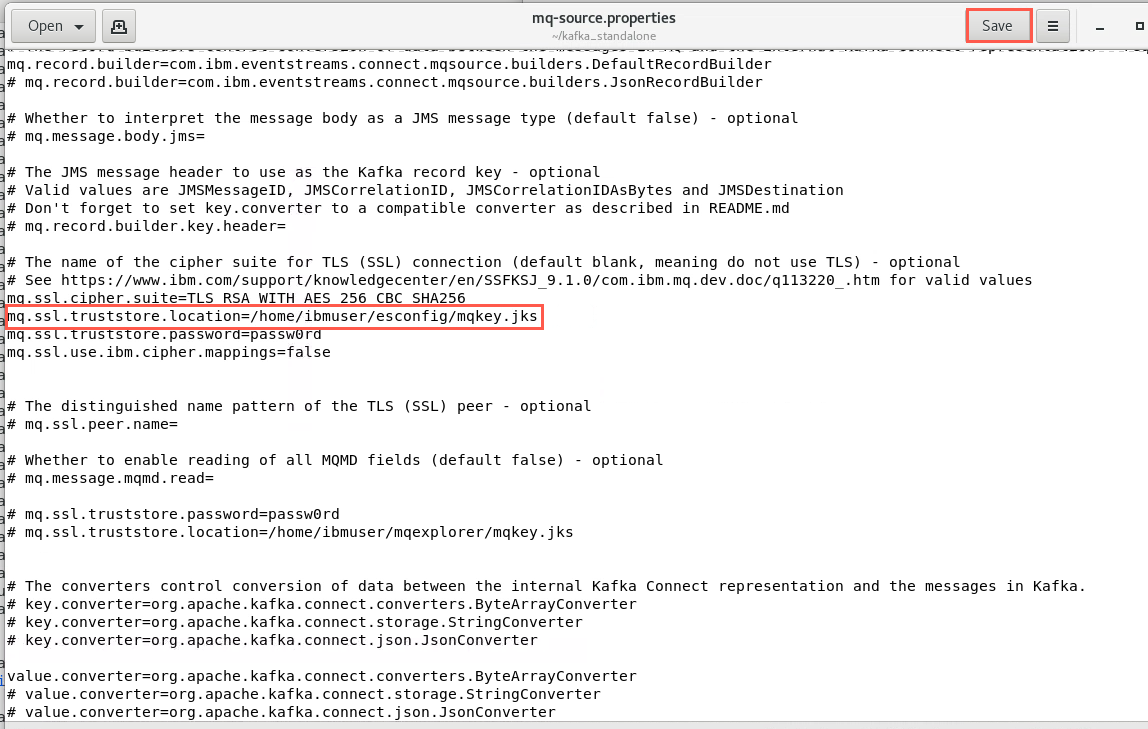 Open
mq-source.properties
~/kafka_standalone
Save
mq.record.builder=com.ibm.eventstreams.connect.mqsource.builders.DefaultRecordBuilder
# mq.record.builder=com.ibm.eventstreams.connect.mqsource.builders.JsonRecordBuilder
# Whether to interpret the message body as a JMS message type (default false) - optional
# mq.message.body.jms=
# The JMS message header to use as the Kafka record key - optional
# Valid values are JMSMessageID, JMSCorrelationID, JMSCorrelationIDAsBytes and JMSDestination
# Don't forget to set key.converter to a compatible converter as described in README.md
# mq.record.builder.key.header=
# The name of the cipher suite for TLS (SSL) connection (default blank, meaning do not use TLS) - optional
# See https://www.ibm.com/support/knowledgecenter/en/SSFKSJ_9.1.0/com.ibm.mq.dev.doc/q113220_.htm for valid values
mq.ssl.cipher.suite=TLS_RSA_WITH_AES_256_CBC_SHA256
mq.ssl.truststore.location=/home/ibmuser/esconfig/mqkey.jks
mq.ssl.truststore.password=passw0rd
mq.ssl.use.ibm.cipher.mappings=false
# The distinguished name pattern of the TLS (SSL) peer - optional
# mq.ssl.peer.name=
# Whether to enable reading of all MQMD fields (default false) - optional
# mq.message.mqmd.read=
# mq.ssl.truststore.password=passw0rd
# mq.ssl.truststore.location=/home/ibmuser/mqexplorer/mqkey.jks
# The converters control conversion of data between the internal Kafka Connect representation and the messages in Kafka.
# key.converter=org.apache.kafka.connect.converters.ByteArrayConverter
# key.converter=org.apache.kafka.connect.storage.StringConverter
# key.converter=org.apache.kafka.connect.json.JsonConverter
value.converter=org.apache.kafka.connect.converters.ByteArrayConverter
# value.converter=org.apache.kafka.connect.storage.StringConverter
# value.converter=org.apache.kafka.connect.json.JsonConverter